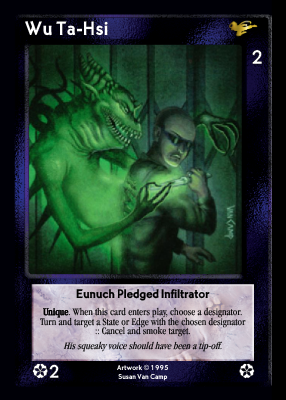 Wu Ta-Hsi
2
VAN CAMP
Eunuch Pledged Infiltrator
Unique. When this card enters play, choose a designator.
Turn and target a State or Edge with the chosen designator
:: Cancel and smoke target.
His squeaky voice should have been a tip-off.
2
Artwork © 1995
Susan Van Camp